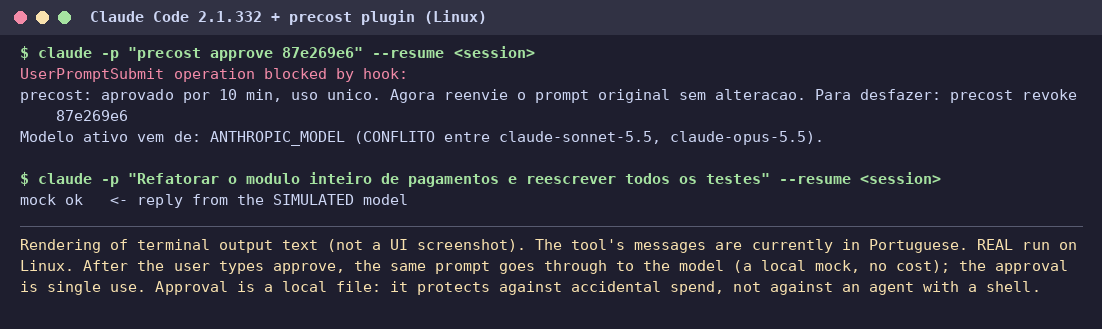 Claude Code 2.1.332 + precost plugin (Linux)
$ claude -p "precost approve 87e269e6" --resume <session>
UserPromptSubmit operation blocked by hook:
precost: aprovado por 10 min, uso unico. Agora reenvie o prompt original sem alteracao. Para desfazer: precost revoke
87e269e6
Modelo ativo vem de: ANTHROPIC_MODEL (CONFLITO entre claude-sonnet-5.5, claude-opus-5.5).
$ claude -p "Refatorar o modulo inteiro de pagamentos e reescrever todos os testes" --resume <session>
mock ok   <- reply from the SIMULATED model
Rendering of terminal output text (not a UI screenshot). The tool's messages are currently in Portuguese. REAL run on
Linux. After the user types approve, the same prompt goes through to the model (a local mock, no cost); the approval
is single use. Approval is a local file: it protects against accidental spend, not against an agent with a shell.